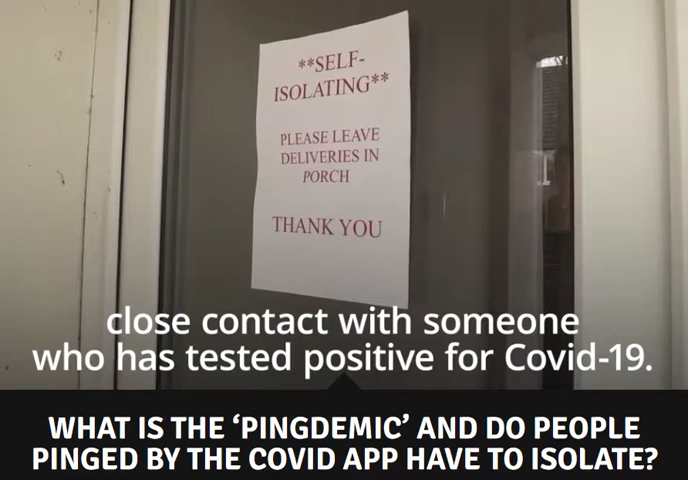 **SELF-
ISOLATING**
PLEASE LEAVE
DELIVERIES IN
PORCH
THANK YOU
close contact with someone
who has tested positive for Covid-19.
WHAT IS THE ‘PINGDEMIC’ AND DO PEOPLE
PINGED BY THE COVID APP HAVE TO ISOLATE?